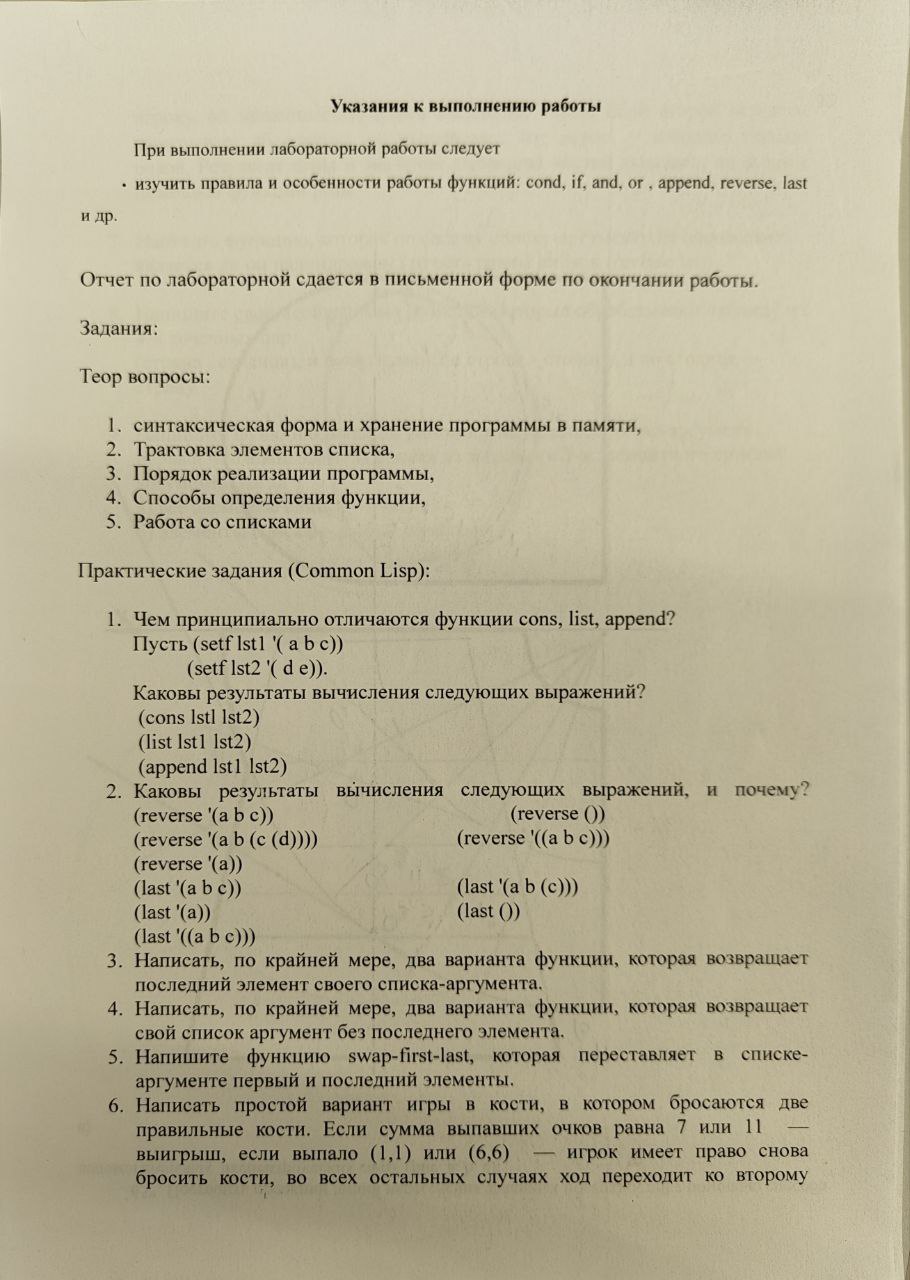 Указания к выполнению работы
При выполнении лабораторной работы следует
· изучить правила и особенности работы функций: cond, if, and, or , append, reverse, last
и др.
Отчет по лабораторной сдается в письменной форме по окончании работы.
Задания:
Теор вопросы:
1. синтаксическая форма и хранение программы в памяти,
2. Трактовка элементов списка,
3. Порядок реализации программы,
4. Способы определения функции,
5. Работа со списками
Практические задания (Common Lisp):
1. Чем принципиально отличаются функции cons, list, append?
Пусть (setf lst1 '( a b c))
(setf lst2 '( d e)).
Каковы результаты вычисления следующих выражений?
(cons lstl lst2)
(list lst1 lst2)
(append lst1 lst2)
2. Каковы результаты вычисления следующих выражений, и почему?
(reverse '(a b c)) (reverse ())
(reverse '(a b (c (d)))) (reverse '((a b c)))
(reverse '(a))
(last '(a b c)) (last '(a b (c)))
(last '(a)) (last ())
(last '((a b c)))
3. Написать, по крайней мере, два варианта функции, которая возвращает
последний элемент своего списка-аргумента.
4. Написать, по крайней мере, два варианта функции, которая возвращает
свой список аргумент без последнего элемента.
5. Напишите функцию swap-first-last, которая переставляет в списке-
аргументе первый и последний элементы.
6. Написать простой вариант игры в кости, в котором бросаются две
правильные кости. Если сумма выпавших очков равна 7 или 11 —
выигрыш, если выпало (1,1) или (6,6) — игрок имеет право снова
бросить кости, во всех остальных случаях ход переходит ко второму